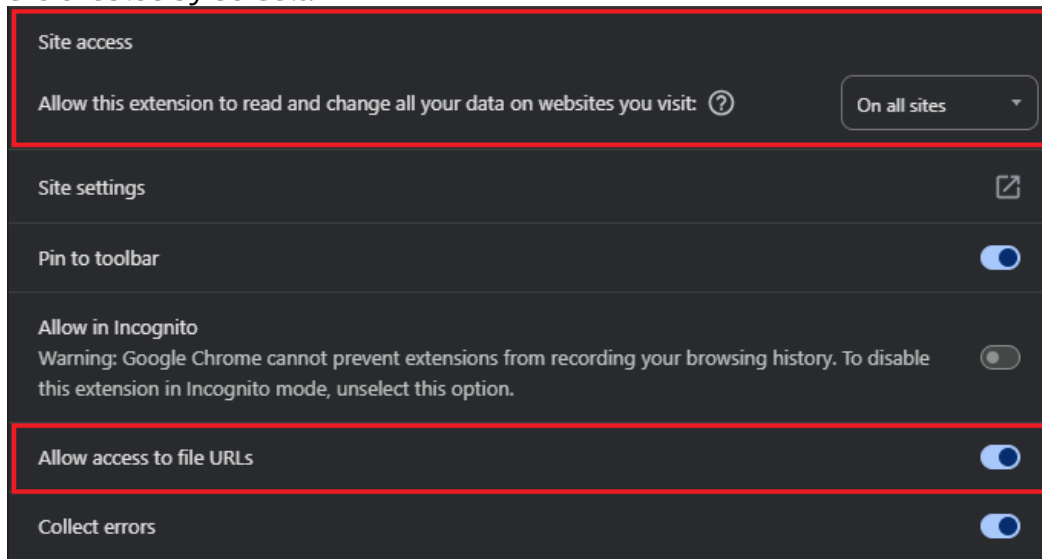 Site access
Allow this extension to read and change all your data on websites you visit:
On all sites
Site settings
Pin to toolbar
Allow in Incognito
Warning: Google Chrome cannot prevent extensions from recording your browsing history. To disable
this extension in Incognito mode, unselect this option.
Allow access to file URLs
Collect errors